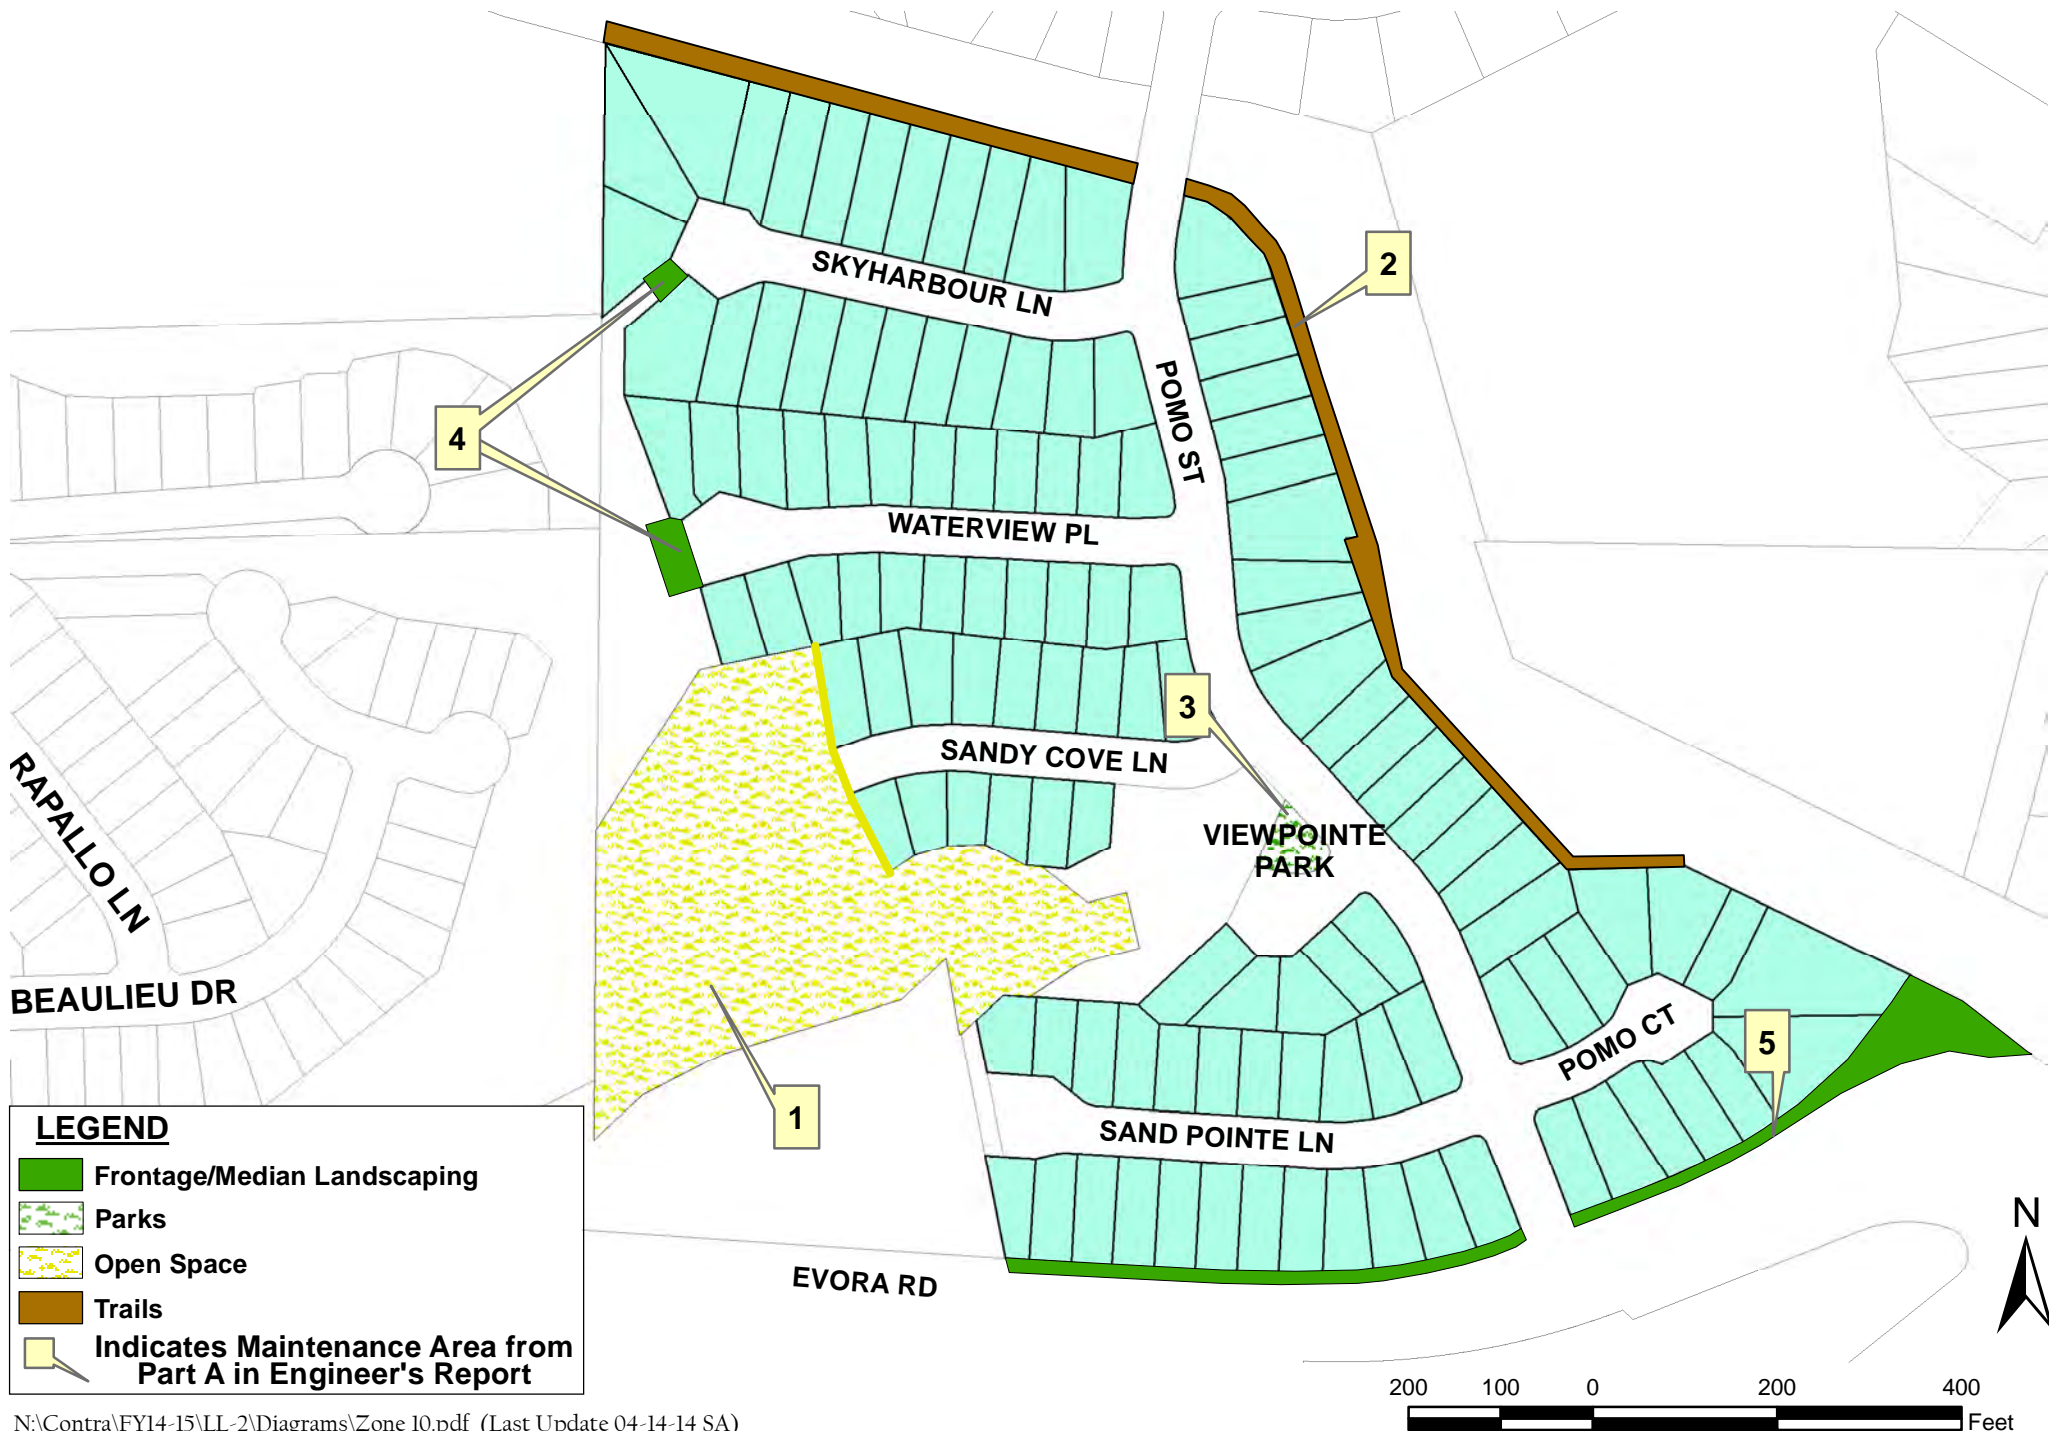 2
SKYHARBOUR LN
POMO ST
4
WATERVIEW PL
3
SANDY COVE LN
RAPALLO LN
VIEWPOINTE
PARK
BEAULIEU DR
5
POMO CT
1
SAND POINTE LN
EVORA RD
LEGEND
Frontage/Median Landscaping
Parks
Open Space
Trails
Indicates Maintenance Area from
Part A in Engineer's Report
N
200 100 0 200 400
Feet
N:\Contra\FY14-15\LL-2\Diagrams\Zone 10.pdf (Last Update 04-14-14 SA)